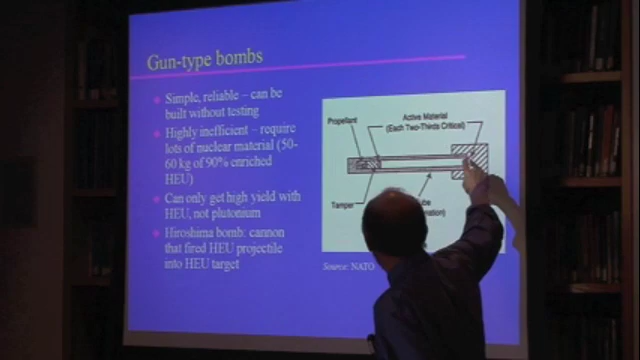 Gun-type bombs
Simple, reliable – can be
built without testing
Highly inefficient – require
lots of nuclear material (50-
60 kg of 90% enriched
HEU)
Can only get high yield with
HEU, not plutonium
Hiroshima bomb: cannon
that fired HEU projectile
into HEU target
Propellant
Active Material
(Each Two-Thirds Critical)
Tamper
Source: NATO